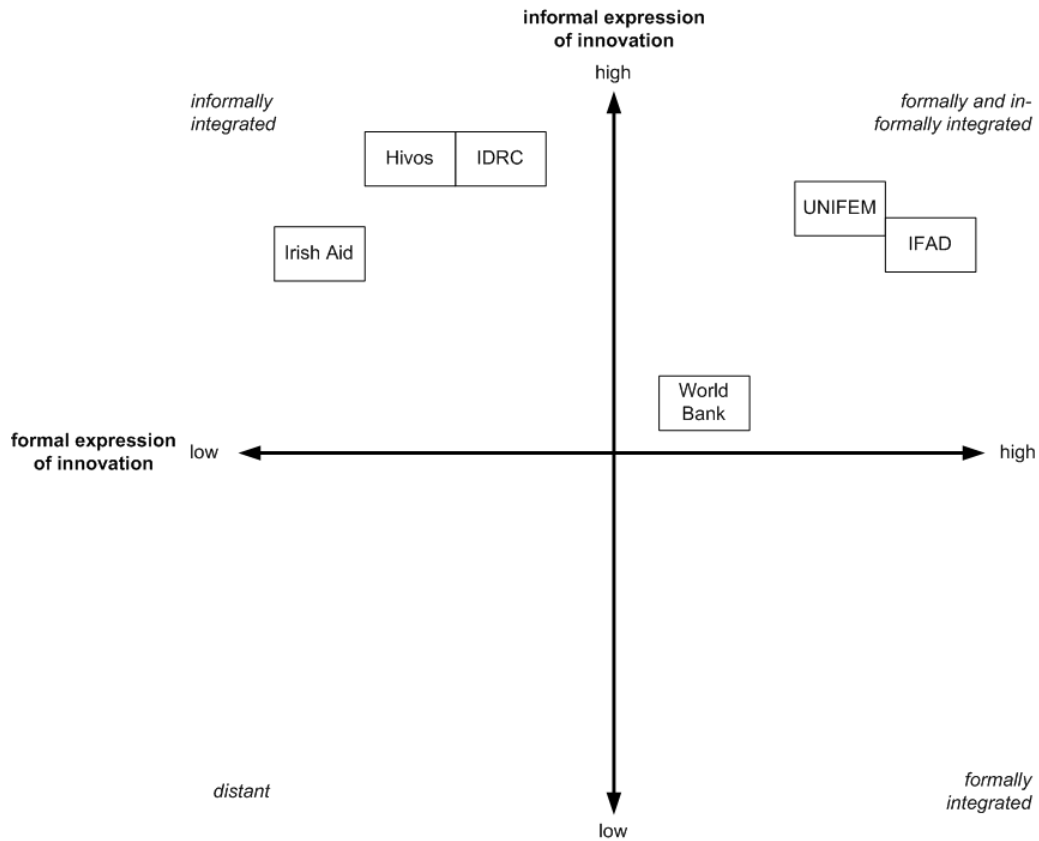 informal expression
of innovation
high
informally
integrated
formally and in-
formally integrated
Hivos
IDRC
UNIFEM
IFAD
Irish Aid
World
Bank
formal expression
of innovation
low
high
distant
formally
integrated
low